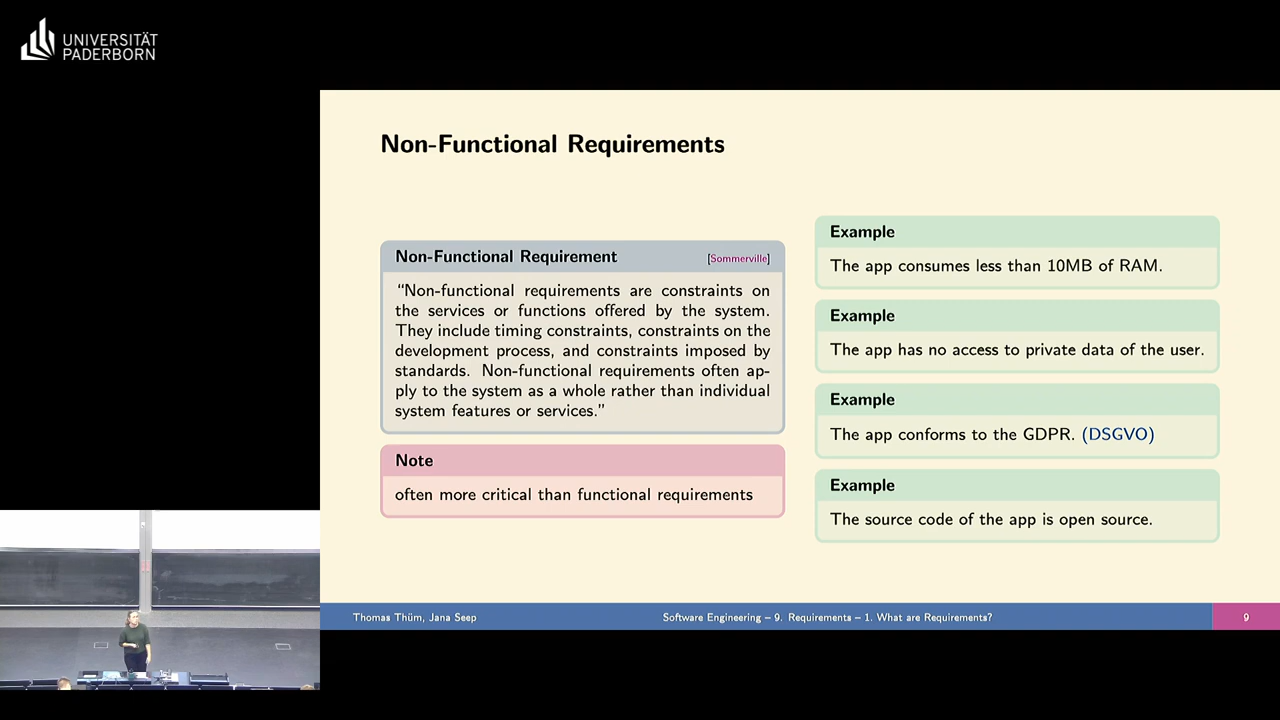 UNIVERSITÄT
PADERBORN
Non-Functional Requirements
Non-Functional Requirement [Sommerville]
“Non-functional requirements are constraints on
the services or functions offered by the system.
They include timing constraints, constraints on the
development process, and constraints imposed by
standards. Non-functional requirements often ap-
ply to the system as a whole rather than individual
system features or services.”
Note
often more critical than functional requirements
Example
The app consumes less than 10MB of RAM.
Example
The app has no access to private data of the user.
Example
The app conforms to the GDPR. (DSGVO)
Example
The source code of the app is open source.
Thomas Thüm, Jana Seep
Software Engineering – 9. Requirements – 1. What are Requirements?
9